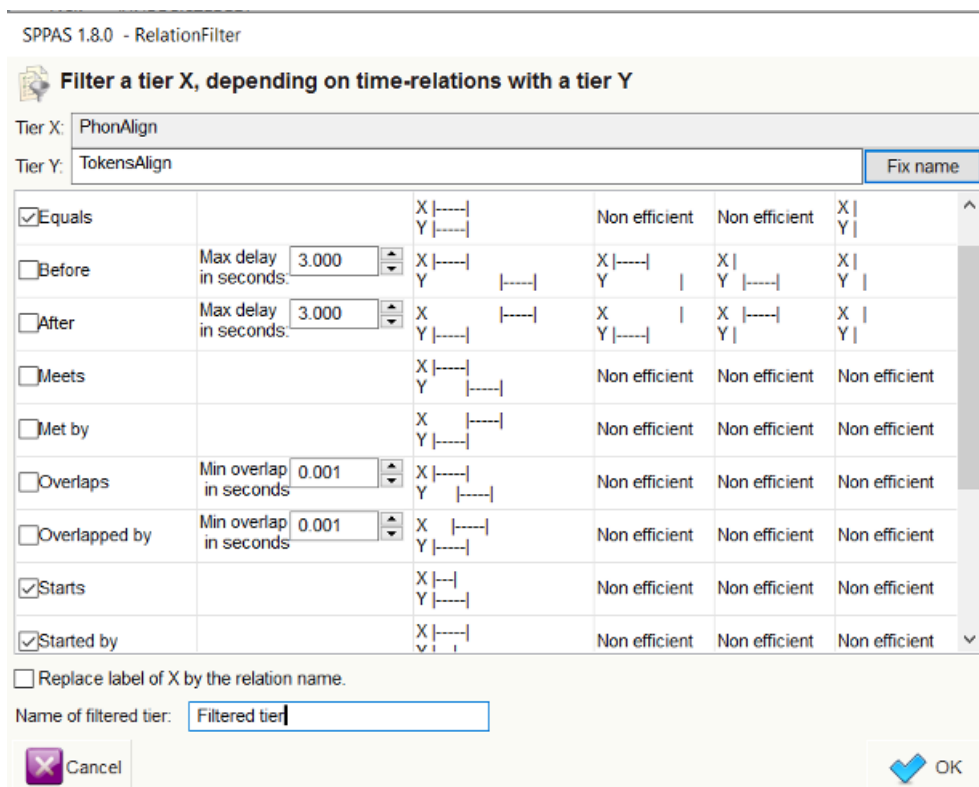 SPPAS 1.8.0 - RelationFilter
Filter a tier X, depending on time-relations with a tier Y
Tier X: PhonAlign
Tier Y: TokensAlign Fix name
Equals X |-----| Non efficient Non efficient X |
Y |-----| Y |
Before Max delay 3.000 X |-----| X |-----| X | X |
in seconds: Y |-----| Y | Y |-----| Y |
After Max delay 3.000 X |-----| X | X |-----| X |
in seconds: Y |-----| Y |-----| Y | Y |
Meets X |-----| Non efficient Non efficient Non efficient
Y |-----|
Met by X |-----| Non efficient Non efficient Non efficient
Y |-----|
Overlaps Min overlap 0.001 X |-----| Non efficient Non efficient Non efficient
in seconds Y |-----|
Overlapped by Min overlap 0.001 X |-----| Non efficient Non efficient Non efficient
in seconds Y |-----|
Starts X |---| Non efficient Non efficient Non efficient
Y |-----|
Started by X |-----| Non efficient Non efficient Non efficient
Replace label of X by the relation name.
Name of filtered tier: Filtered tier
Cancel OK